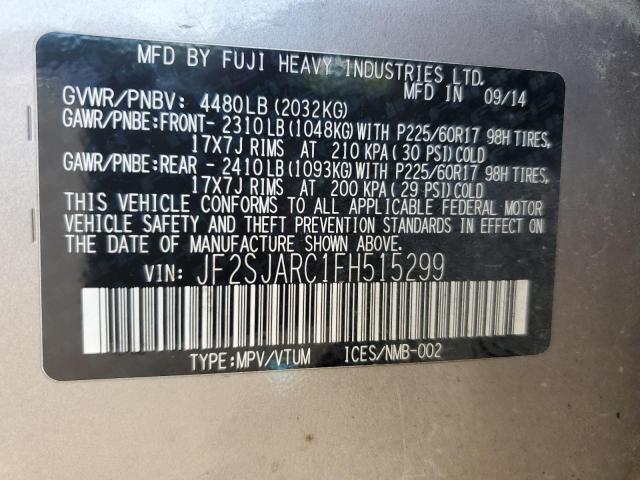 MFD BY FUJI HEAVY INDUSTRIES LTD.
MFD IN 09/14
GVWR/PNBV: 4480LB (2032KG)
GAWR/PNBE:FRONT- 2310LB(1048KG)WITH P225/60R17 98H TIRES,
17X7J RIMS AT 210 KPA(30 PSI)COLD
GAWR/PNBE:REAR - 2410LB(1093KG)WITH P225/60R17 98H TIRES,
17X7J RIMS AT 200 KPA(29 PSI)COLD
THIS VEHICLE CONFORMS TO ALL APPLICABLE FEDERAL MOTOR
VEHICLE SAFETY AND THEFT PREVENTION STANDARDS IN EFFECT ON
THE DATE OF MANUFACTURE SHOWN ABOVE.
VIN: JF2SJARC1FH515299
TYPE:MPV/VTUM ICES/NMB-002